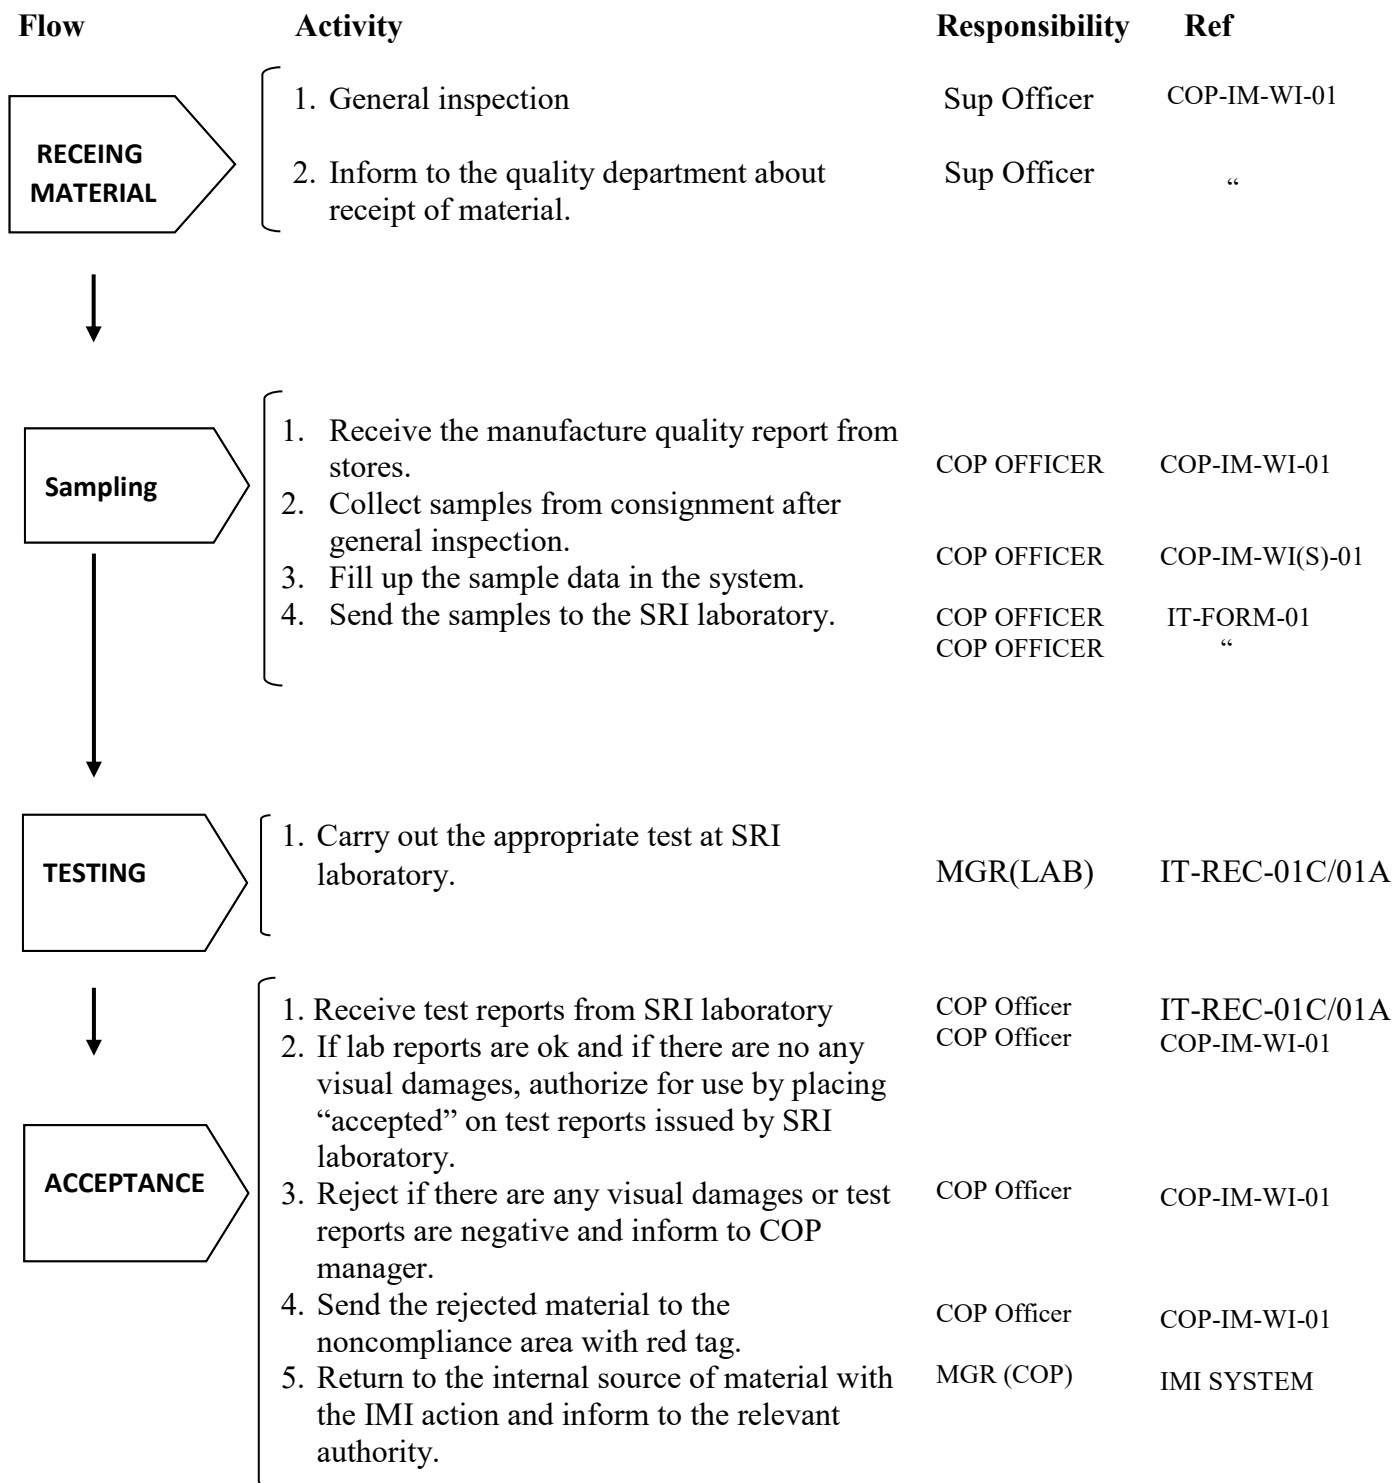 Flow Activity Responsibility Ref
RECEING
MATERIAL
1. General inspection Sup Officer COP-IM-WI-01
2. Inform to the quality department about Sup Officer “
receipt of material.
Sampling
1. Receive the manufacture quality report from
stores. COP OFFICER COP-IM-WI-01
2. Collect samples from consignment after
general inspection. COP OFFICER COP-IM-WI(S)-01
3. Fill up the sample data in the system.
4. Send the samples to the SRI laboratory. COP OFFICER IT-FORM-01
COP OFFICER “
TESTING
1. Carry out the appropriate test at SRI
laboratory. MGR(LAB) IT-REC-01C/01A
ACCEPTANCE
1. Receive test reports from SRI laboratory COP Officer IT-REC-01C/01A
2. If lab reports are ok and if there are no any COP Officer COP-IM-WI-01
visual damages, authorize for use by placing
“accepted” on test reports issued by SRI
laboratory.
3. Reject if there are any visual damages or test COP Officer COP-IM-WI-01
reports are negative and inform to COP
manager.
4. Send the rejected material to the COP Officer COP-IM-WI-01
noncompliance area with red tag.
5. Return to the internal source of material with MGR (COP) IMI SYSTEM
the IMI action and inform to the relevant
authority.